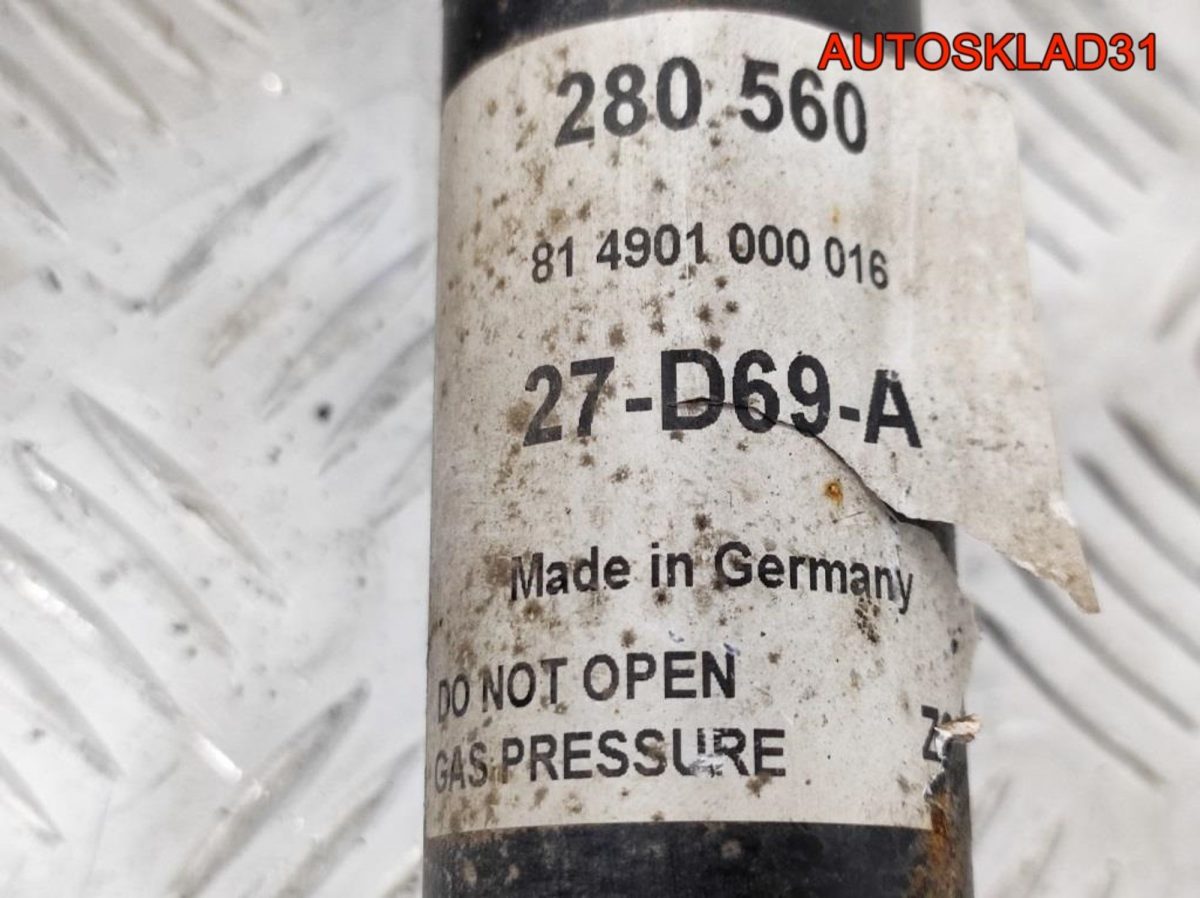 AUTOSKLAD31
280 560
81 4901 000 016
27-D69-A
Made in Germany
DO NOT OPEN
GAS PRESSURE